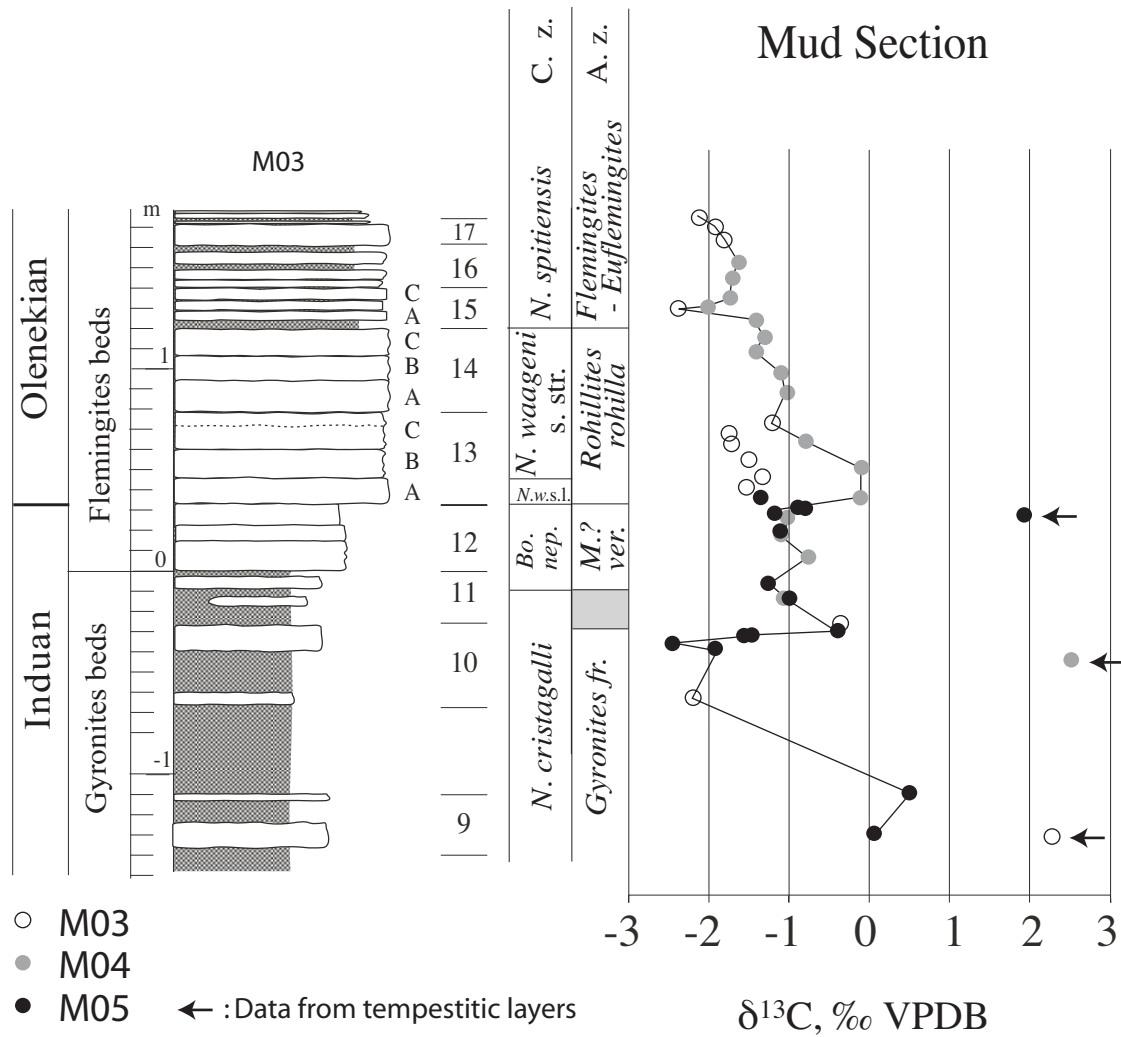 Mud Section
C. z.
A. z.
M03
m
1
0
-1
Olenekian
Induan
Flemingites beds
Gyronites beds
C
A
C
B
A
C
B
A
17
16
15
14
13
12
11
10
9
N. spitiensis
N. waageni
s. str.
N.w.s.l.
Bo.
nep.
N. cristagalli
Flemingites
- Euflemingites
Rohillites
rohilla
M.?
ver.
Gyronites fr.
-3 -2 -1 0 1 2 3
δ¹³C, ‰ VPDB
M03
M04
M05
← : Data from tempestitic layers